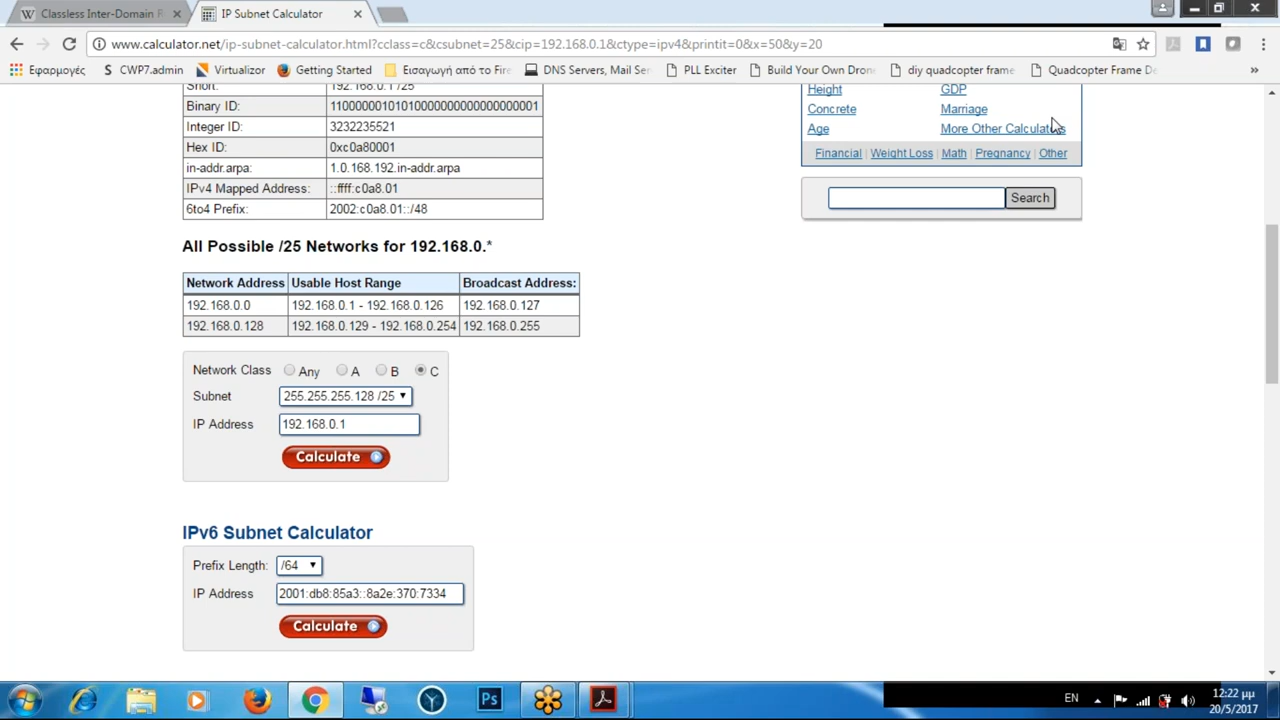 Classless Inter-Domain R
IP Subnet Calculator
www.calculator.net/ip-subnet-calculator.html?cclass=c&csubnet=25&cip=192.168.0.1&ctype=ipv4&printit=0&x=50&y=20
Εφαρμογές
CWP7.admin
Virtualizor
Getting Started
Εισαγωγή από το Fire
DNS Servers, Mail Ser
PLL Exciter
Build Your Own Drone
diy quadcopter frame
Quadcopter Frame De
»
Short: 192.168.0.1 /25
Binary ID: 11000000101010000000000000000001
Integer ID: 3232235521
Hex ID: 0xc0a80001
in-addr.arpa: 1.0.168.192.in-addr.arpa
IPv4 Mapped Address: ::ffff:c0a8.01
6to4 Prefix: 2002:c0a8.01::/48
Height GDP
Concrete Marriage
Age More Other Calculators
Financial | Weight Loss | Math | Pregnancy | Other
Search
All Possible /25 Networks for 192.168.0.*
Network Address Usable Host Range Broadcast Address:
192.168.0.0 192.168.0.1 - 192.168.0.126 192.168.0.127
192.168.0.128 192.168.0.129 - 192.168.0.254 192.168.0.255
Network Class Any A B C
Subnet 255.255.255.128 /25
IP Address 192.168.0.1
Calculate
IPv6 Subnet Calculator
Prefix Length: /64
IP Address 2001:db8:85a3::8a2e:370:7334
Calculate
Ps
EN
12:22 μμ
20/5/2017